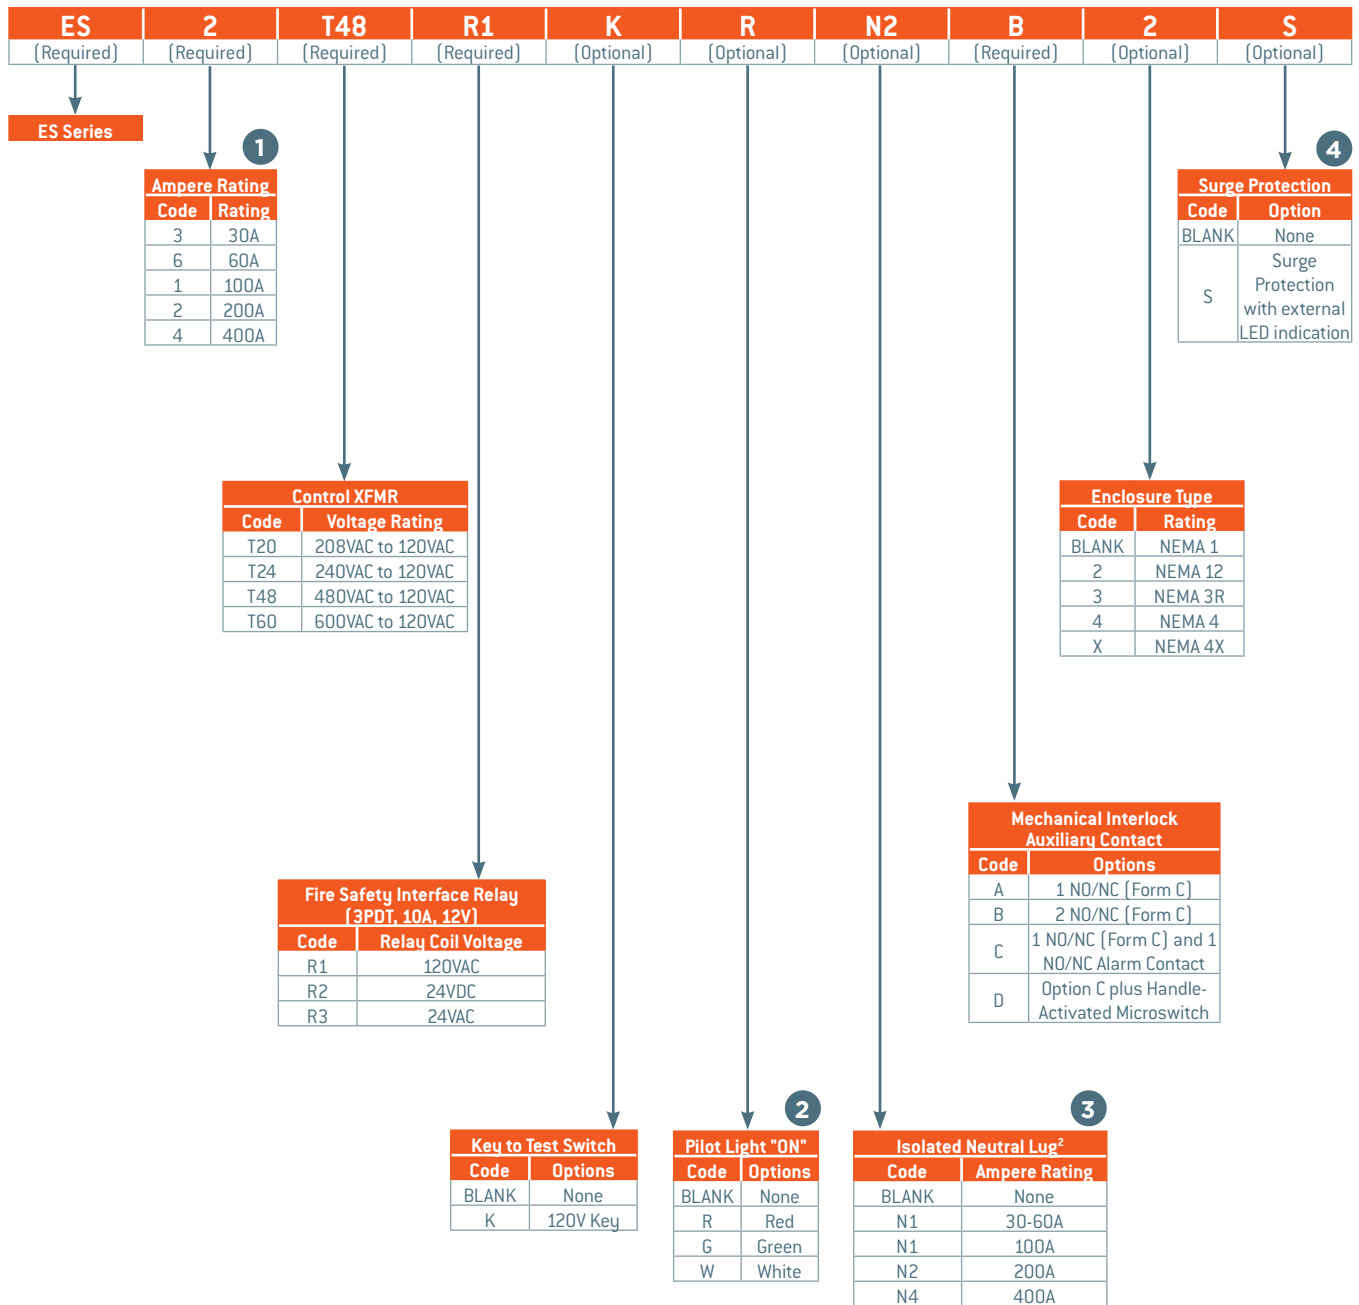 ES 2 T48 R1 K R N2 B 2 S
(Required) (Required) (Required) (Required) (Optional) (Optional) (Optional) (Required) (Optional) (Optional)
ES Series
1
Ampere Rating
Code Rating
3 30A
6 60A
1 100A
2 200A
4 400A
4
Surge Protection
Code Option
BLANK None
S Surge
Protection
with external
LED indication
Control XFMR
Code Voltage Rating
T20 208VAC to 120VAC
T24 240VAC to 120VAC
T48 480VAC to 120VAC
T60 600VAC to 120VAC
Enclosure Type
Code Rating
BLANK NEMA 1
2 NEMA 12
3 NEMA 3R
4 NEMA 4
X NEMA 4X
Fire Safety Interface Relay
(3PDT, 10A, 12V)
Code Relay Coil Voltage
R1 120VAC
R2 24VDC
R3 24VAC
Mechanical Interlock
Auxiliary Contact
Code Options
A 1 NO/NC (Form C)
B 2 NO/NC (Form C)
C 1 NO/NC (Form C) and 1
NO/NC Alarm Contact
D Option C plus Handle-
Activated Microswitch
Key to Test Switch
Code Options
BLANK None
K 120V Key
2
Pilot Light "ON"
Code Options
BLANK None
R Red
G Green
W White
3
Isolated Neutral Lug²
Code Ampere Rating
BLANK None
N1 30-60A
N1 100A
N2 200A
N4 400A